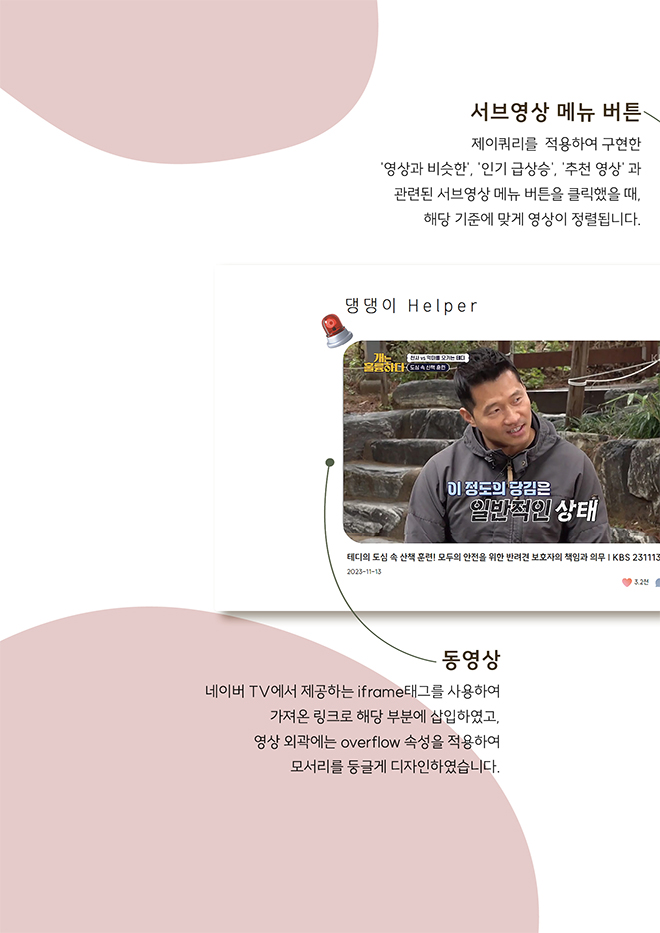 서브영상 메뉴 버튼
제이쿼리를 적용하여 구현한
'영상과 비슷한', '인기 급상승', '추천 영상' 과
관련된 서브영상 메뉴 버튼을 클릭했을 때,
해당 기준에 맞게 영상이 정렬됩니다.
댕댕이 Helper
개는
훌륭하다
천사 vs 악마를 오가는 테디
도심 속 산책 훈련
K
이 정도의 당김은
일반적인 상태
테디의 도심 속 산책 훈련! 모두의 안전을 위한 반려견 보호자의 책임과 의무 | KBS 231113
2023-11-13
3.2천
동영상
네이버 TV에서 제공하는 iframe태그를 사용하여
가져온 링크로 해당 부분에 삽입하였고,
영상 외곽에는 overflow 속성을 적용하여
모서리를 둥글게 디자인하였습니다.